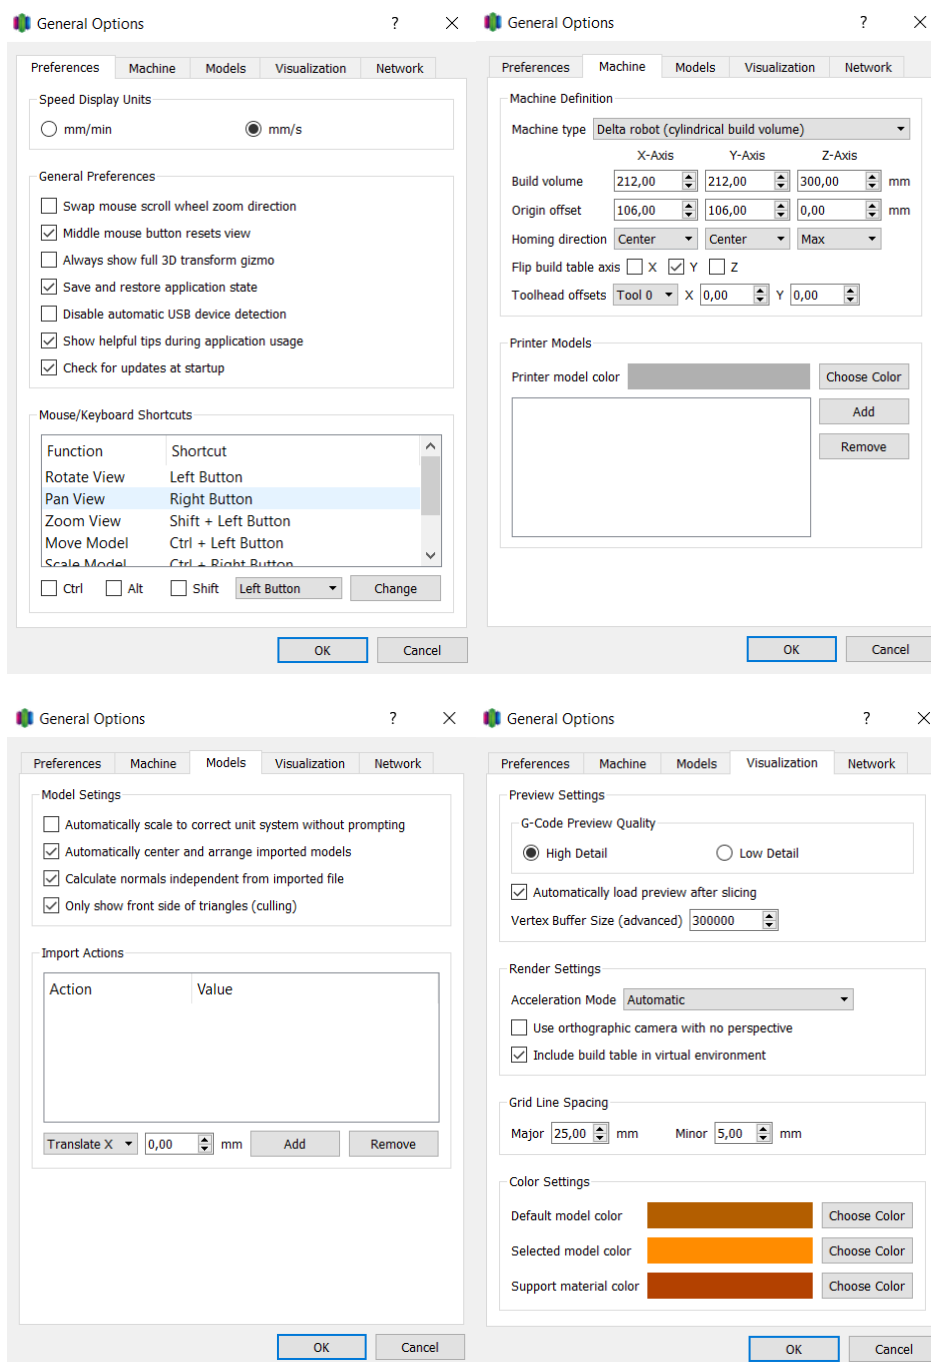 General Options ? ×
Preferences Machine Models Visualization Network
Speed Display Units
mm/min mm/s
General Preferences
Swap mouse scroll wheel zoom direction
Middle mouse button resets view
Always show full 3D transform gizmo
Save and restore application state
Disable automatic USB device detection
Show helpful tips during application usage
Check for updates at startup
Mouse/Keyboard Shortcuts
Function Shortcut
Rotate View Left Button
Pan View Right Button
Zoom View Shift + Left Button
Move Model Ctrl + Left Button
Scale Model Ctrl + Right Button
Ctrl Alt Shift Left Button Change
OK Cancel
General Options ? ×
Preferences Machine Models Visualization Network
Machine Definition
Machine type Delta robot (cylindrical build volume)
X-Axis Y-Axis Z-Axis
Build volume 212,00 212,00 300,00 mm
Origin offset 106,00 106,00 0,00 mm
Homing direction Center Center Max
Flip build table axis X Y Z
Toolhead offsets Tool 0 X 0,00 Y 0,00
Printer Models
Printer model color Choose Color
Add
Remove
OK Cancel
General Options ? ×
Preferences Machine Models Visualization Network
Model Setings
Automatically scale to correct unit system without prompting
Automatically center and arrange imported models
Calculate normals independent from imported file
Only show front side of triangles (culling)
Import Actions
Action Value
Translate X 0,00 mm Add Remove
OK Cancel
General Options ? ×
Preferences Machine Models Visualization Network
Preview Settings
G-Code Preview Quality
High Detail Low Detail
Automatically load preview after slicing
Vertex Buffer Size (advanced) 300000
Render Settings
Acceleration Mode Automatic
Use orthographic camera with no perspective
Include build table in virtual environment
Grid Line Spacing
Major 25,00 mm Minor 5,00 mm
Color Settings
Default model color Choose Color
Selected model color Choose Color
Support material color Choose Color
OK Cancel